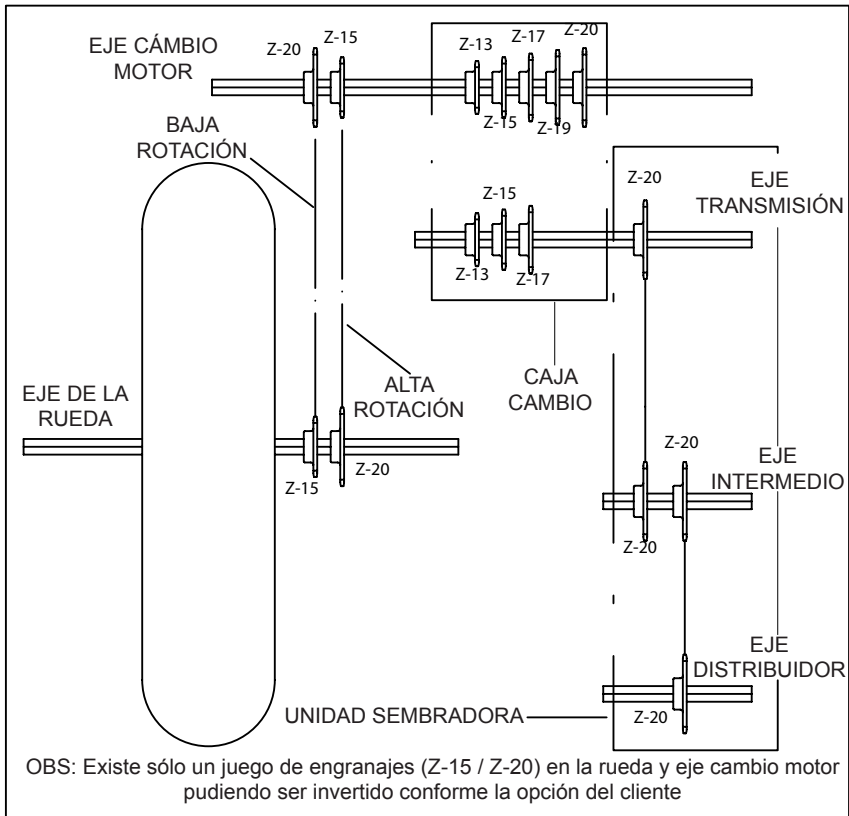 EJE CÁMBIO
MOTOR
Z-20
Z-15
Z-13
Z-17
Z-20
Z-15
Z-19
BAJA
ROTACIÓN
Z-20
EJE
TRANSMISIÓN
Z-15
Z-13
Z-17
EJE DE LA
RUEDA
ALTA
ROTACIÓN
CAJA
CAMBIO
Z-15
Z-20
Z-20
EJE
INTERMEDIO
Z-20
EJE
DISTRIBUIDOR
Z-20
UNIDAD SEMBRADORA
OBS: Existe sólo un juego de engranajes (Z-15 / Z-20) en la rueda y eje cambio motor
pudiendo ser invertido conforme la opción del cliente